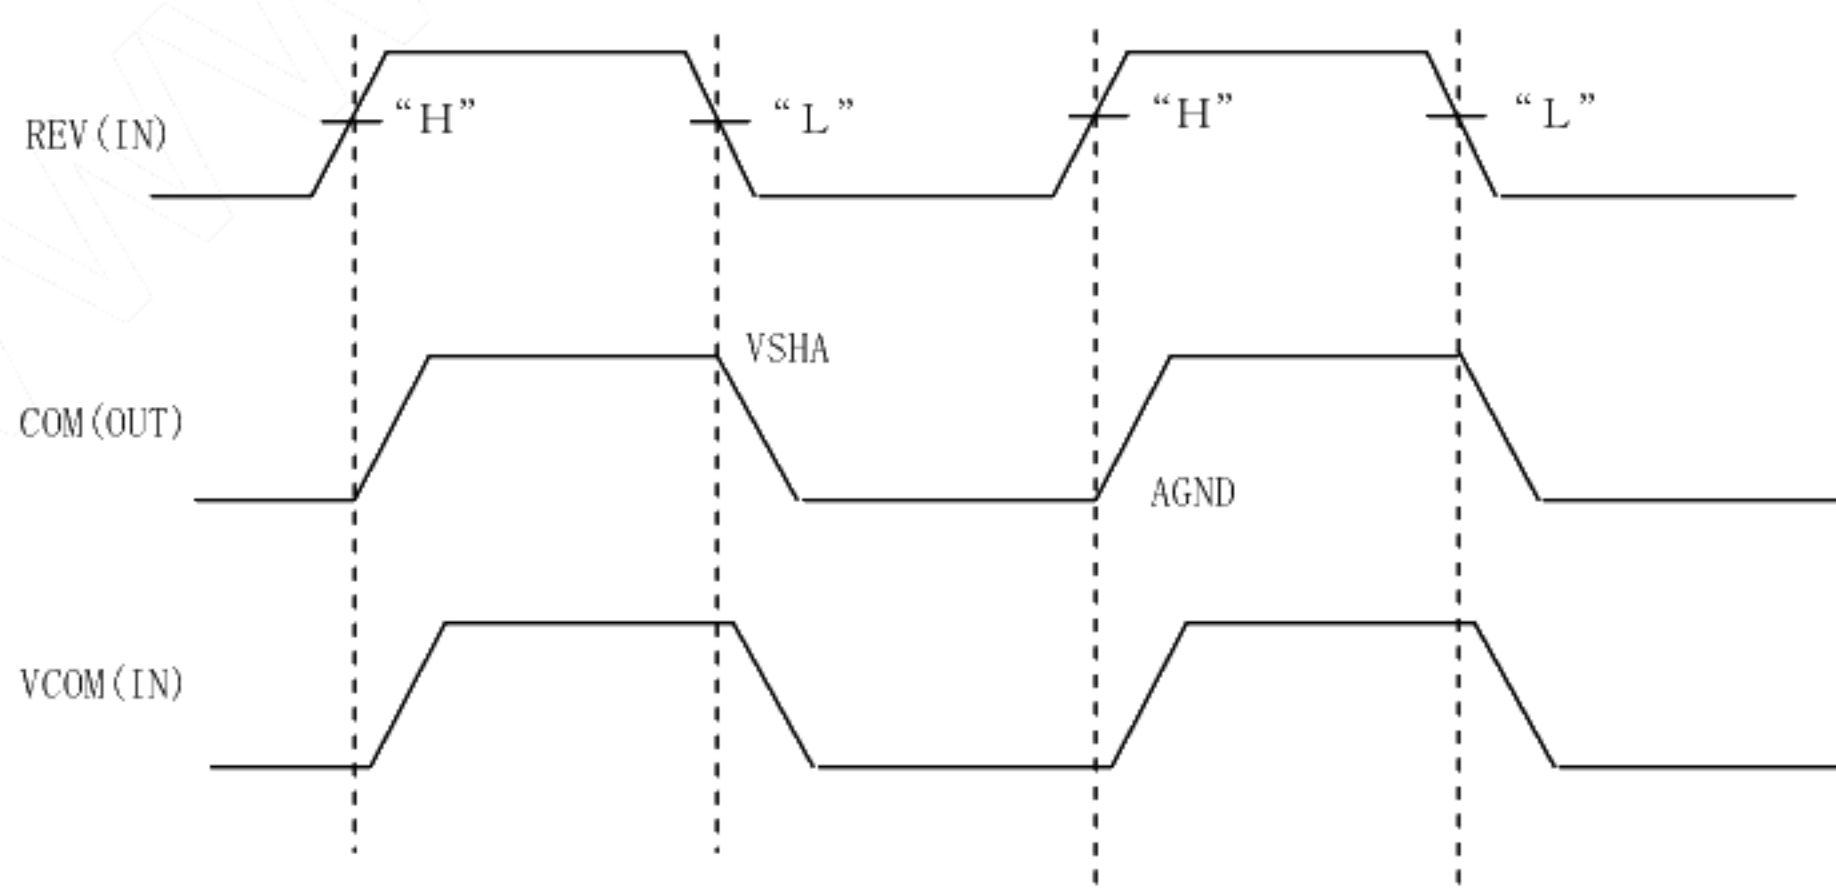 “H” “L” “H” “L”
REV(IN)
VSHA
COM(OUT)
AGND
VCOM(IN)